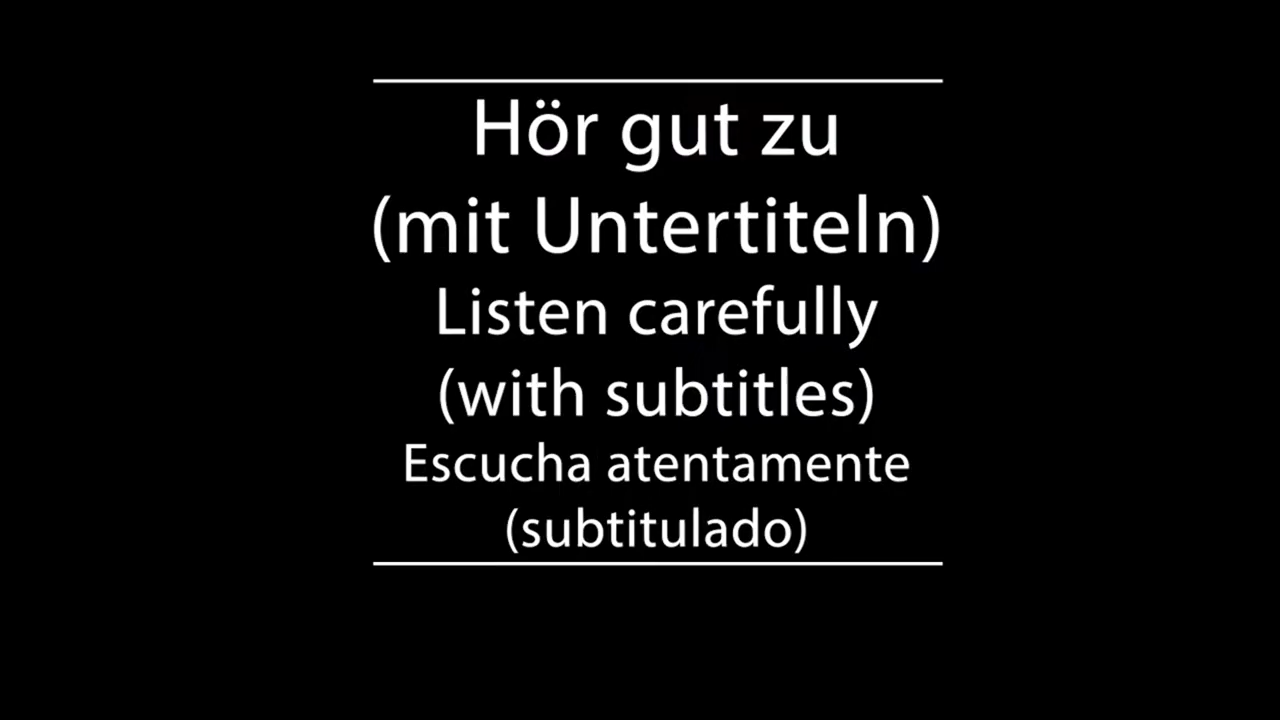 Hör gut zu
(mit Untertiteln)
Listen carefully
(with subtitles)
Escucha atentamente
(subtitulado)